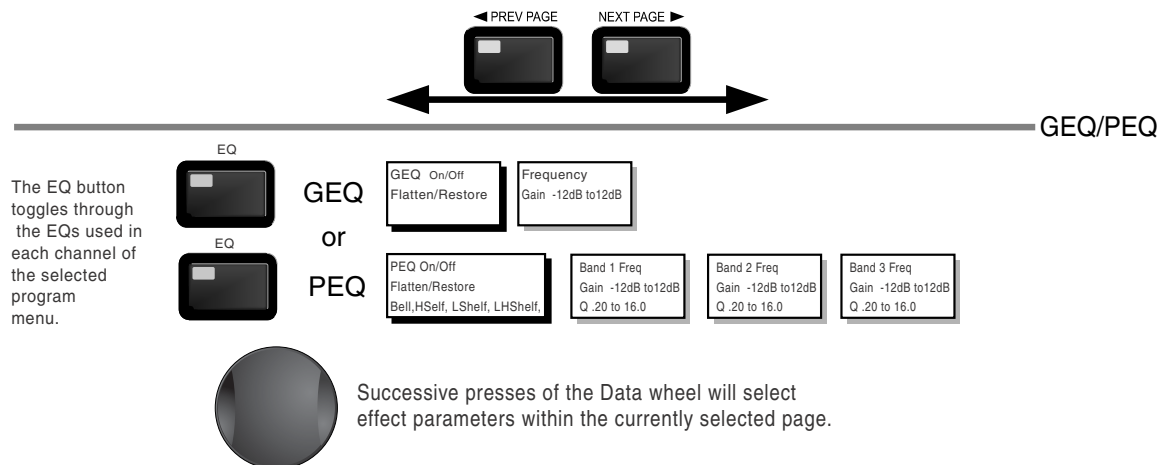 ◄ PREV PAGE NEXT PAGE ►
GEQ/PEQ
The EQ button
toggles through
the EQs used in
each channel of
the selected
program
menu.
EQ
GEQ
GEQ On/Off
Flatten/Restore
Frequency
Gain -12dB to12dB
or
EQ
PEQ
PEQ On/Off
Flatten/Restore
Bell,HSelf, LShelf, LHShelf,
Band 1 Freq
Gain -12dB to12dB
Q .20 to 16.0
Band 2 Freq
Gain -12dB to12dB
Q .20 to 16.0
Band 3 Freq
Gain -12dB to12dB
Q .20 to 16.0
Successive presses of the Data wheel will select
effect parameters within the currently selected page.